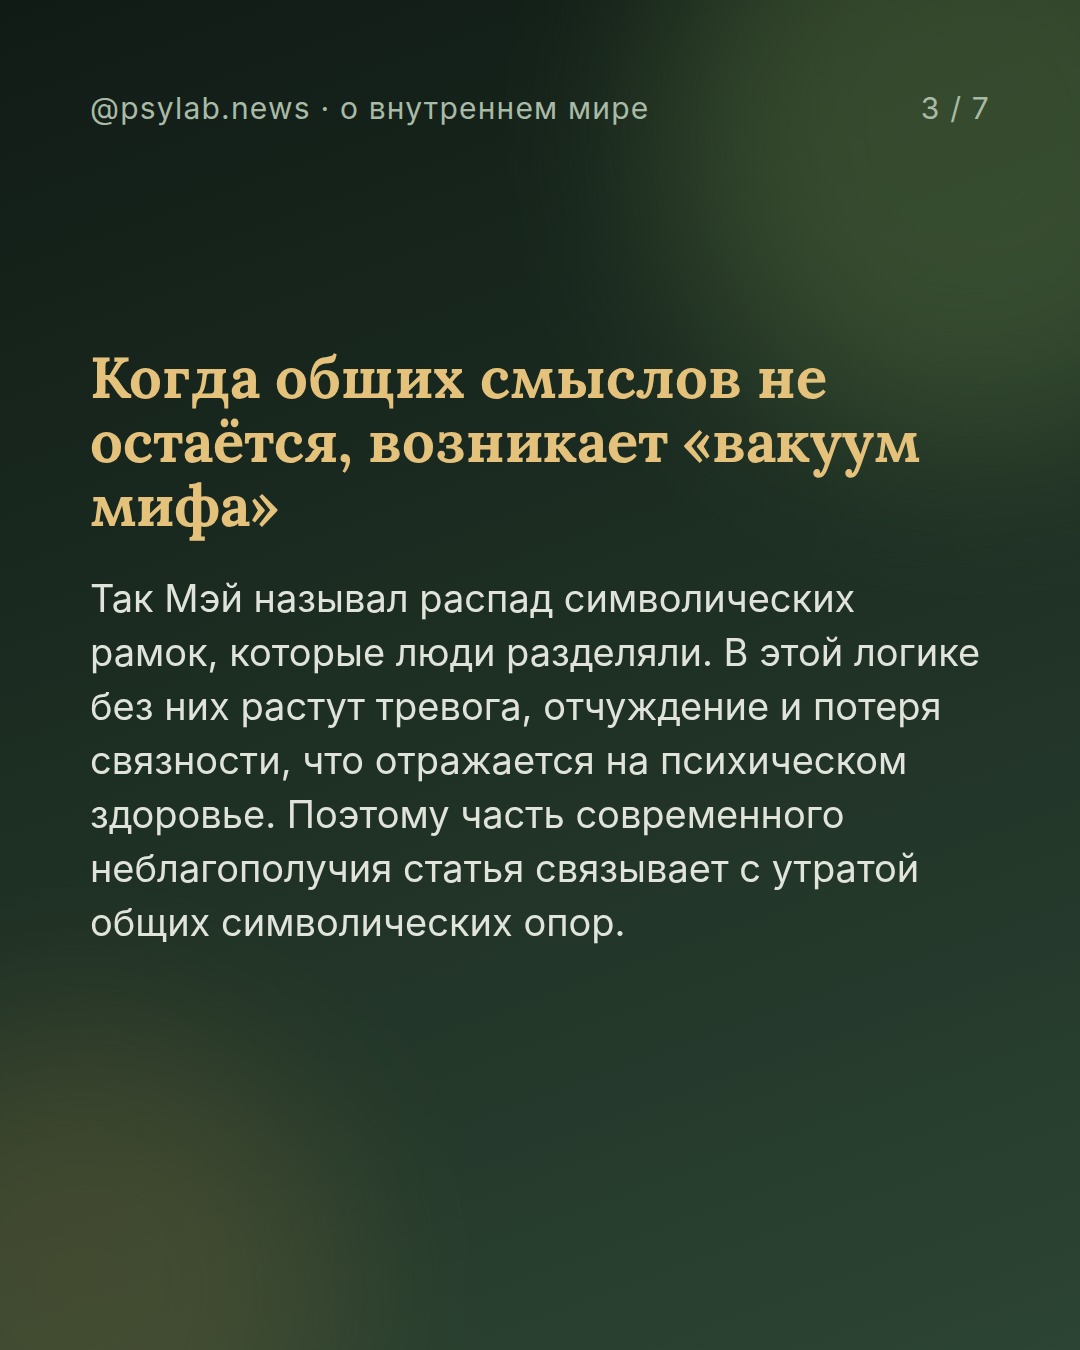 @psylab.news · о внутреннем мире
3 / 7
Когда общих смыслов не
остаётся, возникает «вакуум
мифа»
Так Мэй называл распад символических
рамок, которые люди разделяли. В этой логике
без них растут тревога, отчуждение и потеря
связности, что отражается на психическом
здоровье. Поэтому часть современного
неблагополучия статья связывает с утратой
общих символических опор.